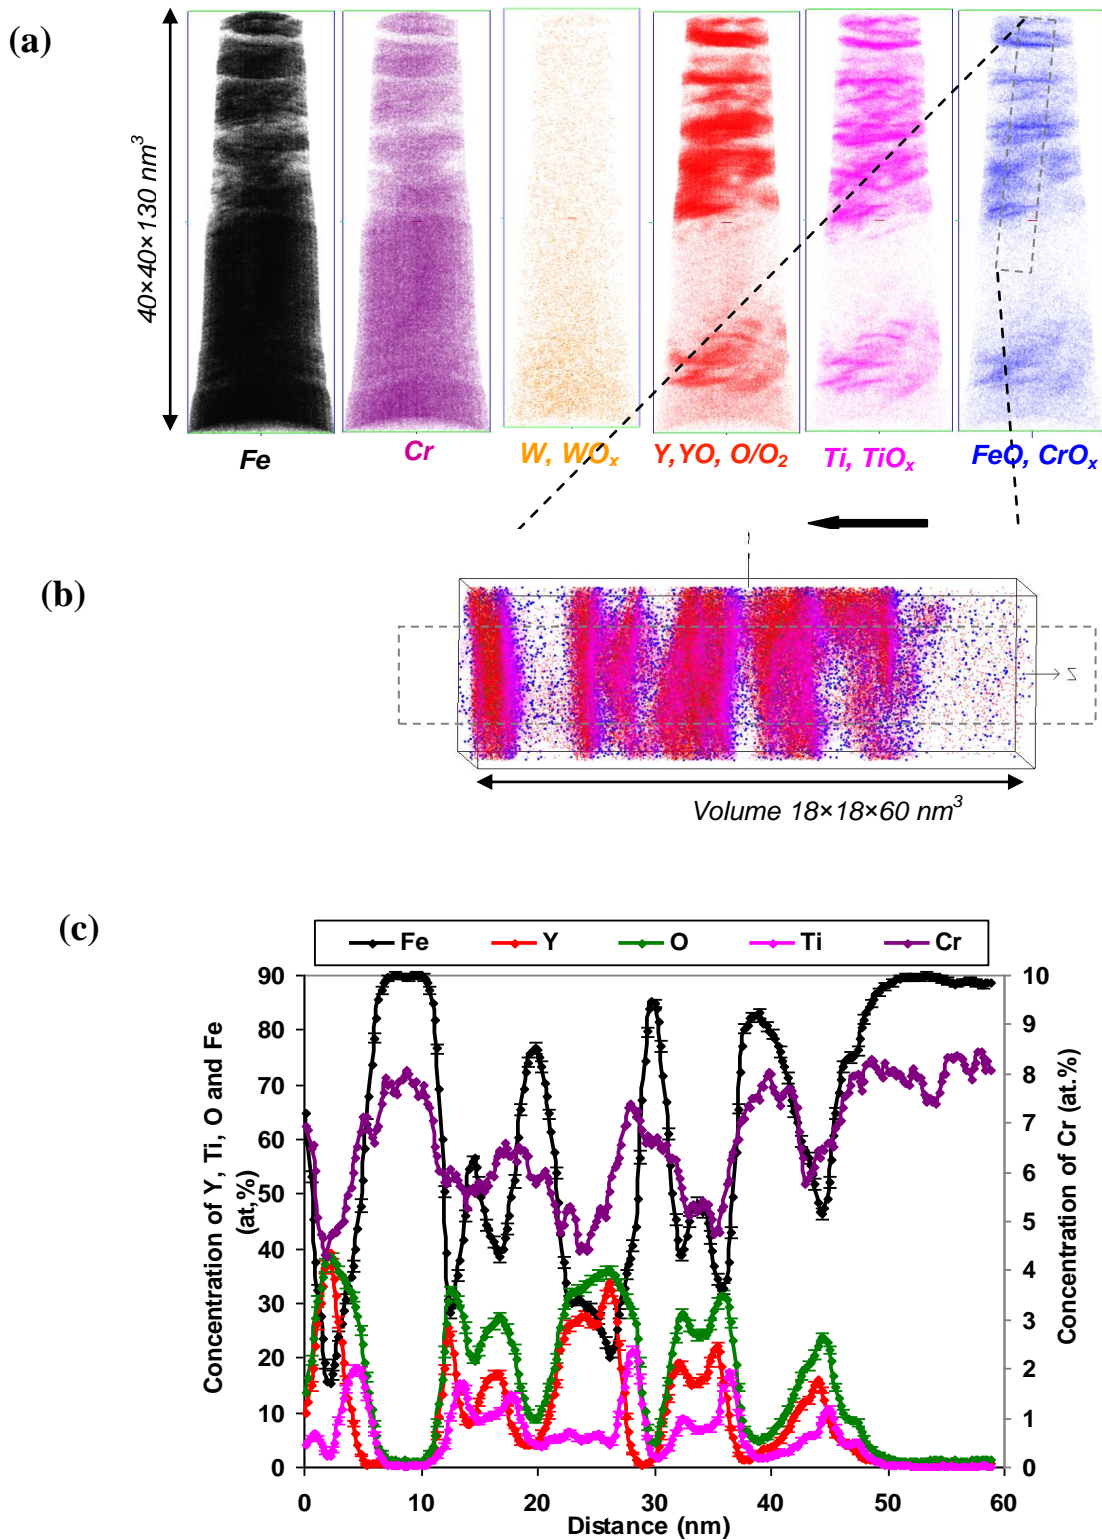 (a)
40×40×130 nm³
Fe
Cr
W, WOₓ
Y,YO, O/O₂
Ti, TiOₓ
FeO, CrOₓ
(b)
Z
Volume 18×18×60 nm³
(c)
Fe Y O Ti Cr
Concentration of Y, Ti, O and Fe
(at,%)
90
80
70
60
50
40
30
20
10
0
10
9
8
7
6
5
4
3
2
1
0
Concentration of Cr (at.%)
0 10 20 30 40 50 60
Distance (nm)